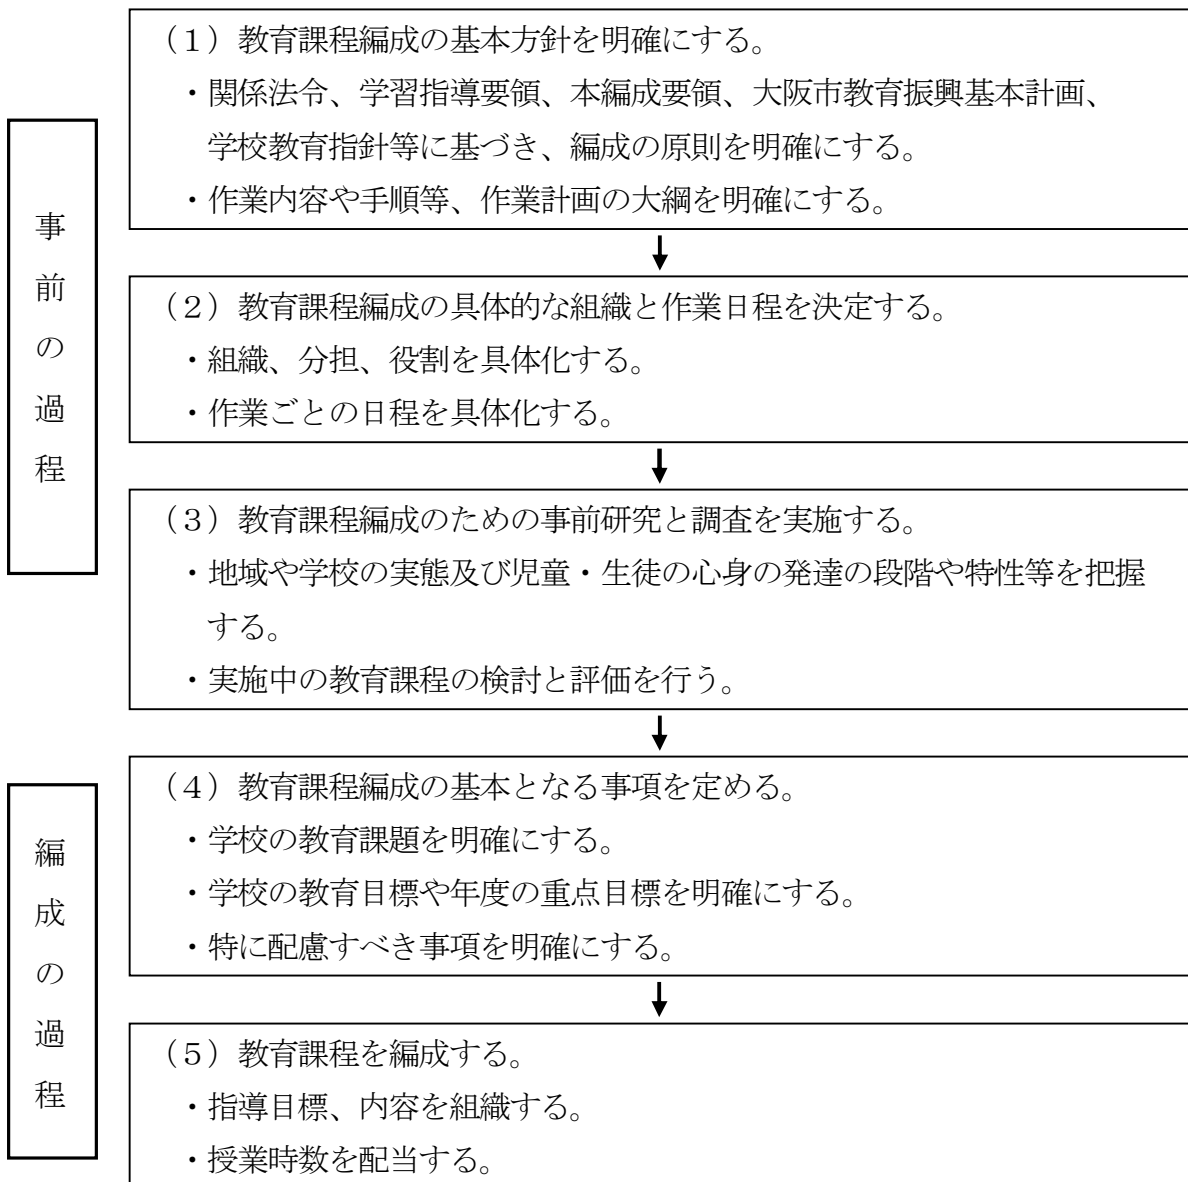 事前の過程
（１）教育課程編成の基本方針を明確にする。
・関係法令、学習指導要領、本編成要領、大阪市教育振興基本計画、
学校教育指針等に基づき、編成の原則を明確にする。
・作業内容や手順等、作業計画の大綱を明確にする。
（２）教育課程編成の具体的な組織と作業日程を決定する。
・組織、分担、役割を具体化する。
・作業ごとの日程を具体化する。
（３）教育課程編成のための事前研究と調査を実施する。
・地域や学校の実態及び児童・生徒の心身の発達の段階や特性等を把握
する。
・実施中の教育課程の検討と評価を行う。
編成の過程
（４）教育課程編成の基本となる事項を定める。
・学校の教育課題を明確にする。
・学校の教育目標や年度の重点目標を明確にする。
・特に配慮すべき事項を明確にする。
（５）教育課程を編成する。
・指導目標、内容を組織する。
・授業時数を配当する。